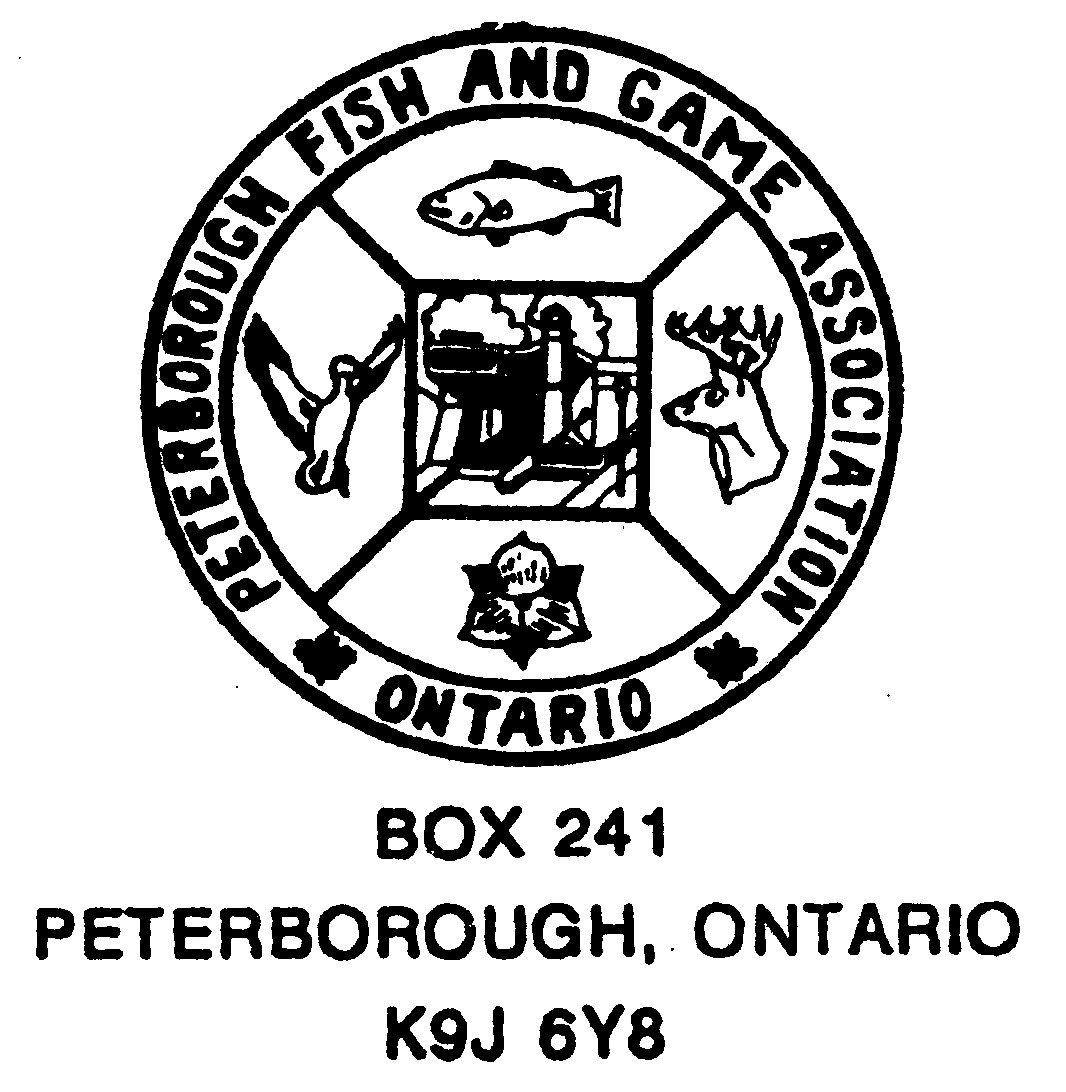 PETERBOROUGH FISH AND GAME ASSOCIATION
ONTARIO
BOX 241
PETERBOROUGH, ONTARIO
K9J 6Y8